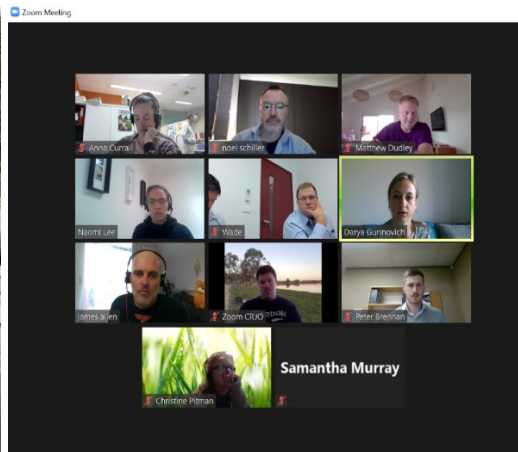 Zoom Meeting
Anna Currall
noel schiller
Matthew Dudley
Naomi Lee
Wade
Darya Gurinovich
james allen
Zoom CRJO
Peter Brennan
Christine Pitman
Samantha Murray